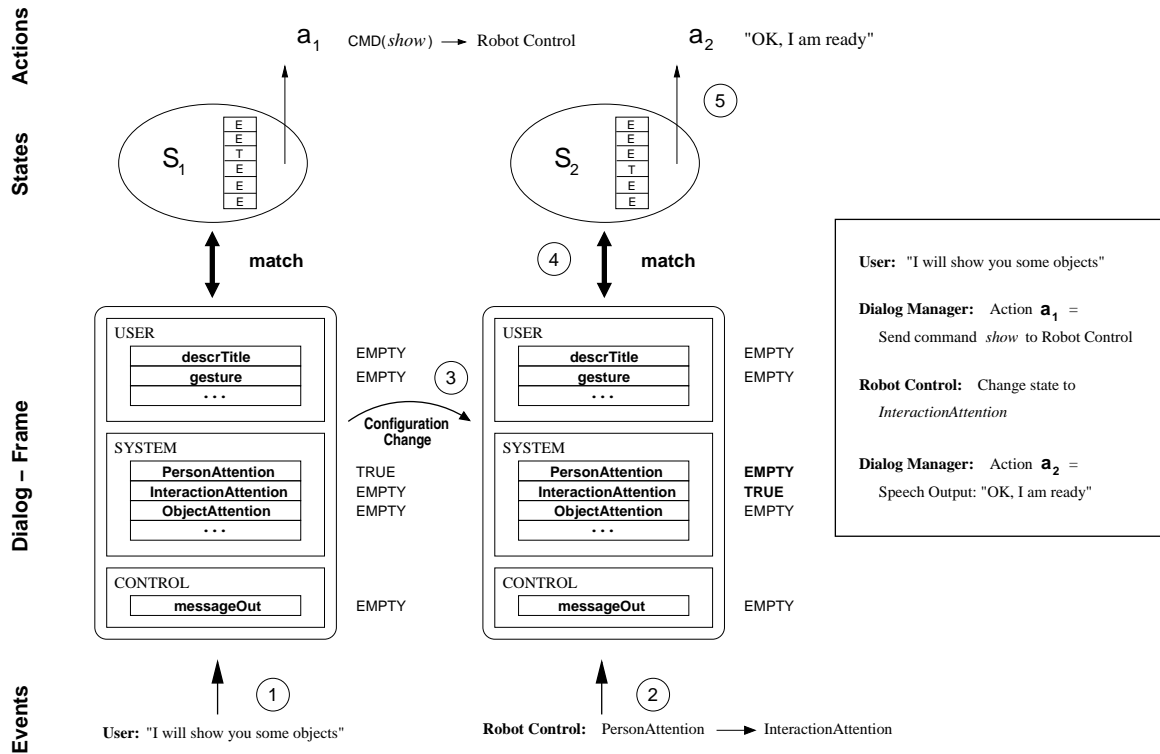 Actions
a1 CMD(show) Robot Control
a2 "OK, I am ready"
5
States
S1
E
E
T
E
E
E
S2
E
E
E
T
E
E
match
4
match
Dialog – Frame
USER
descrTitle
gesture
...
EMPTY
EMPTY
SYSTEM
PersonAttention
InteractionAttention
ObjectAttention
...
TRUE
EMPTY
EMPTY
CONTROL
messageOut
EMPTY
3
Configuration
Change
USER
descrTitle
gesture
...
EMPTY
EMPTY
SYSTEM
PersonAttention
InteractionAttention
ObjectAttention
...
EMPTY
TRUE
EMPTY
CONTROL
messageOut
EMPTY
User: "I will show you some objects"
Dialog Manager: Action a1 =
Send command show to Robot Control
Robot Control: Change state to
InteractionAttention
Dialog Manager: Action a2 =
Speech Output: "OK, I am ready"
Events
1
User: "I will show you some objects"
2
Robot Control: PersonAttention InteractionAttention